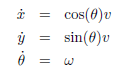 ẋ = cos(θ)v
ẏ = sin(θ)v
θ̇ = ω